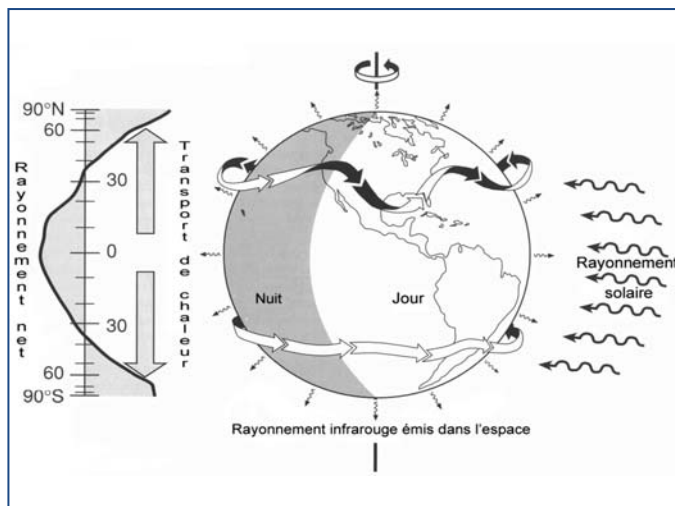 90°N
60
30
0
30
60
90°S
Rayonnement net
Transport de chaleur
Nuit
Jour
Rayonnement
solaire
Rayonnement infrarouge émis dans l'espace